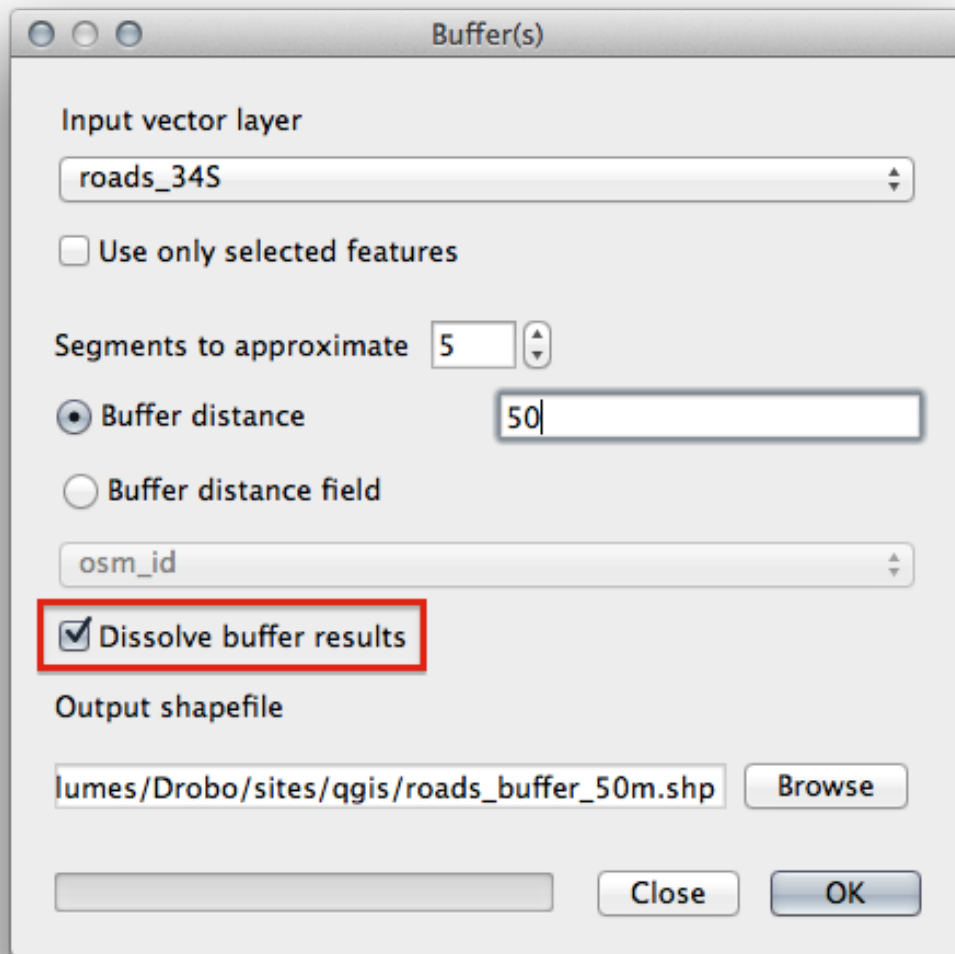 Buffer(s)
Input vector layer
roads_34S
Use only selected features
Segments to approximate 5
Buffer distance 50
Buffer distance field
osm_id
Dissolve buffer results
Output shapefile
lumes/Drobo/sites/qgis/roads_buffer_50m.shp Browse
Close OK